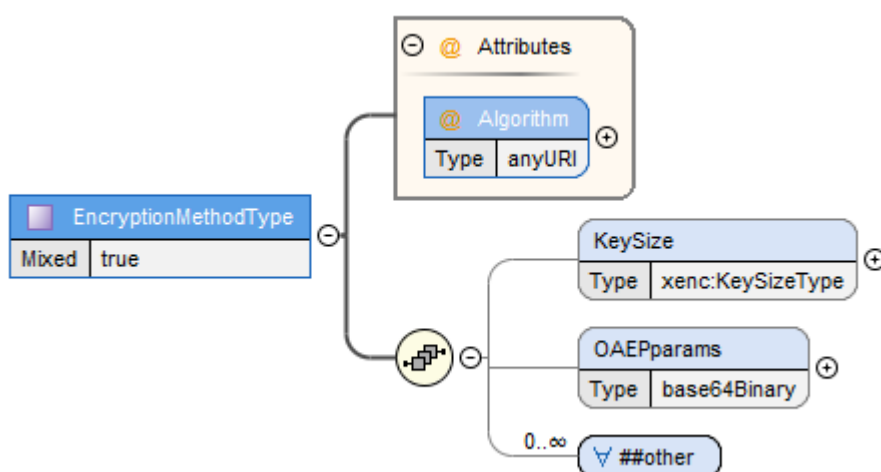 @ Attributes
@ Algorithm
Type anyURI
EncryptionMethodType
Mixed true
KeySize
Type xenc:KeySizeType
OAEPparams
Type base64Binary
0..∞
∀ ##other